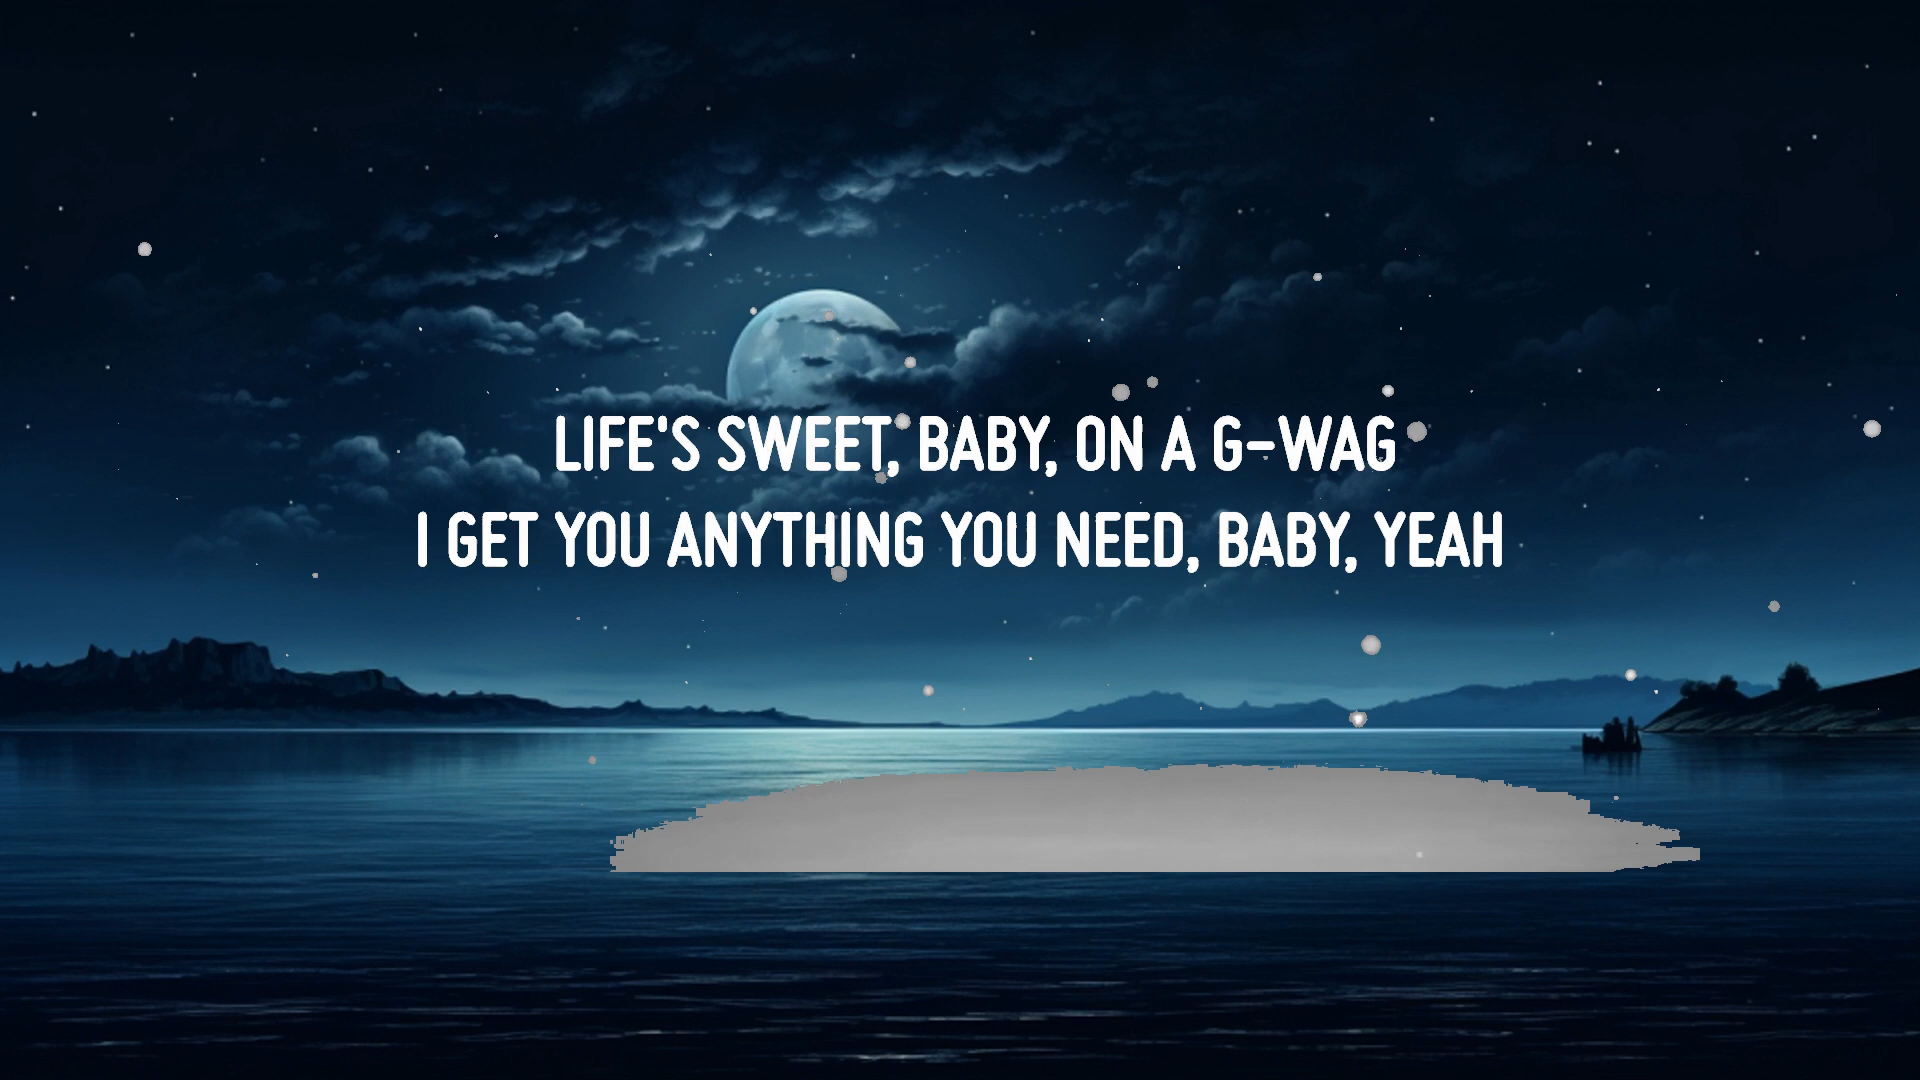 LIFE'S SWEET, BABY, ON A G-WAG
I GET YOU ANYTHING YOU NEED, BABY, YEAH